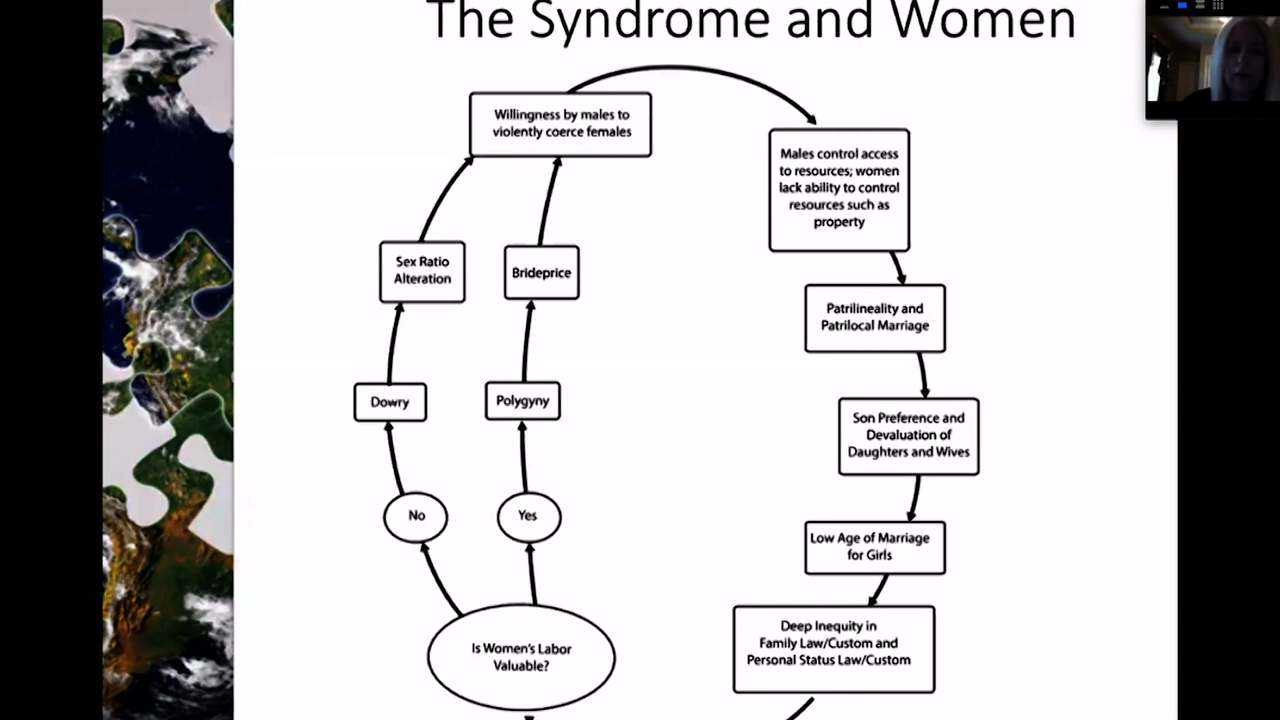 The Syndrome and Women
Willingness by males to
violently coerce females
Males control access
to resources; women
lack ability to control
resources such as
property
Patrilineality and
Patrilocal Marriage
Son Preference and
Devaluation of
Daughters and Wives
Low Age of Marriage
for Girls
Deep Inequity in
Family Law/Custom and
Personal Status Law/Custom
Is Women's Labor
Valuable?
No
Yes
Dowry
Polygyny
Sex Ratio
Alteration
Brideprice